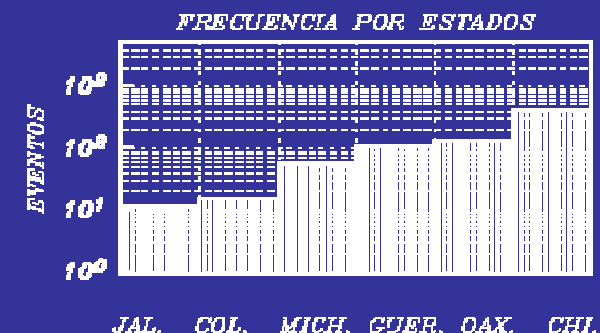 FRECUENCIA POR ESTADOS
EVENTOS
10³
10²
10¹
10⁰
JAL. COL. MICH. GUER. OAX. CHI.